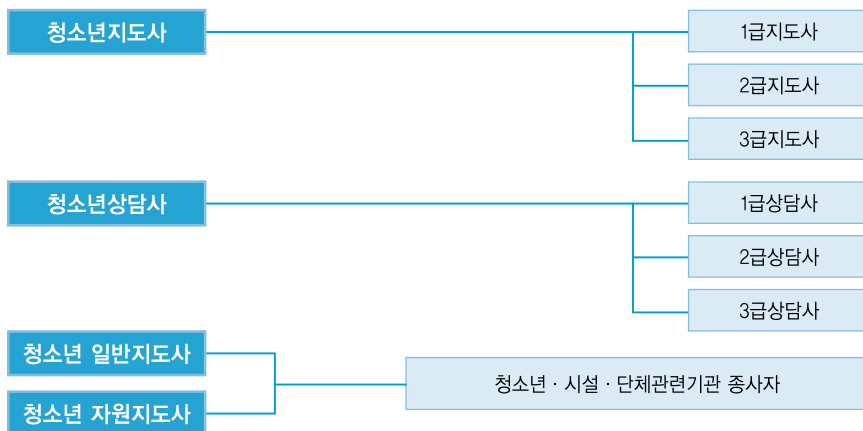 청소년지도사
1급지도사
2급지도사
3급지도사
청소년상담사
1급상담사
2급상담사
3급상담사
청소년 일반지도사
청소년 · 시설 · 단체관련기관 종사자
청소년 자원지도사